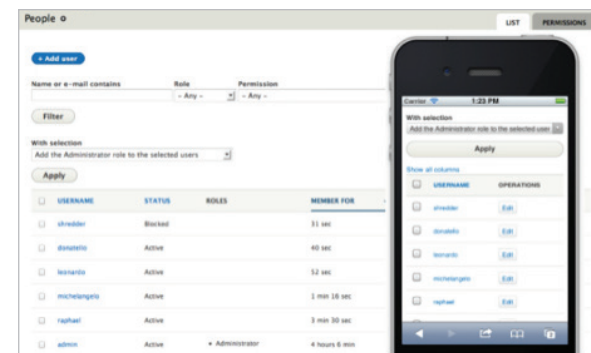 People
LIST PERMISSIONS
+ Add user
Name or e-mail contains Role Permission
- Any - - Any -
Filter
With selection
Add the Administrator role to the selected users
Apply
USERNAME STATUS ROLES MEMBER FOR
shredder Blocked 31 sec
donatello Active 40 sec
leonardo Active 52 sec
michelangelo Active 1 min 16 sec
raphael Active 3 min 30 sec
admin Active • Administrator 4 hours 6 min
Carrier 1:23 PM
With selection
Add the Administrator role to the selected user
Apply
Show all columns
USERNAME OPERATIONS
shredder Edit
donatello Edit
leonardo Edit
michelangelo Edit
raphael Edit